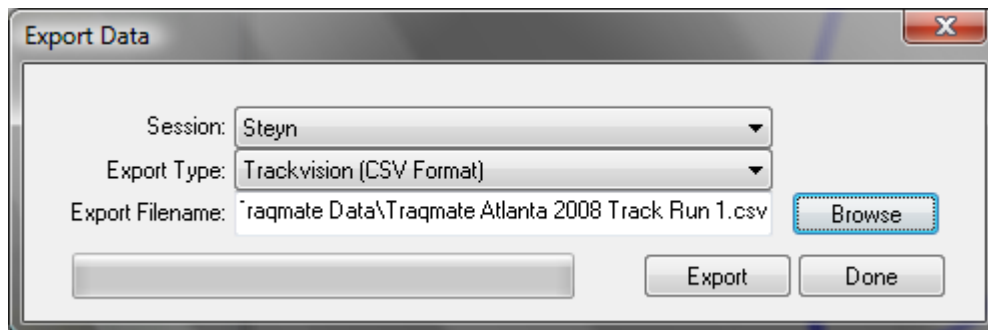 Export Data
Session: Steyn
Export Type: Trackvision (CSV Format)
Export Filename: raqmate Data\Traqmate Atlanta 2008 Track Run 1.csv Browse
Export Done